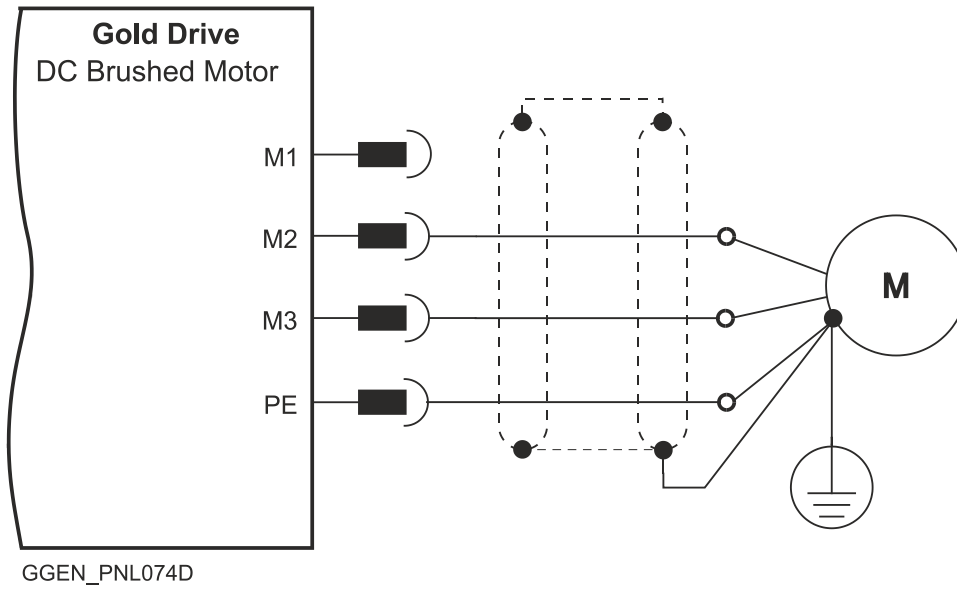 Gold Drive
DC Brushed Motor
M1
M2
M
M3
PE
GGEN_PNL074D